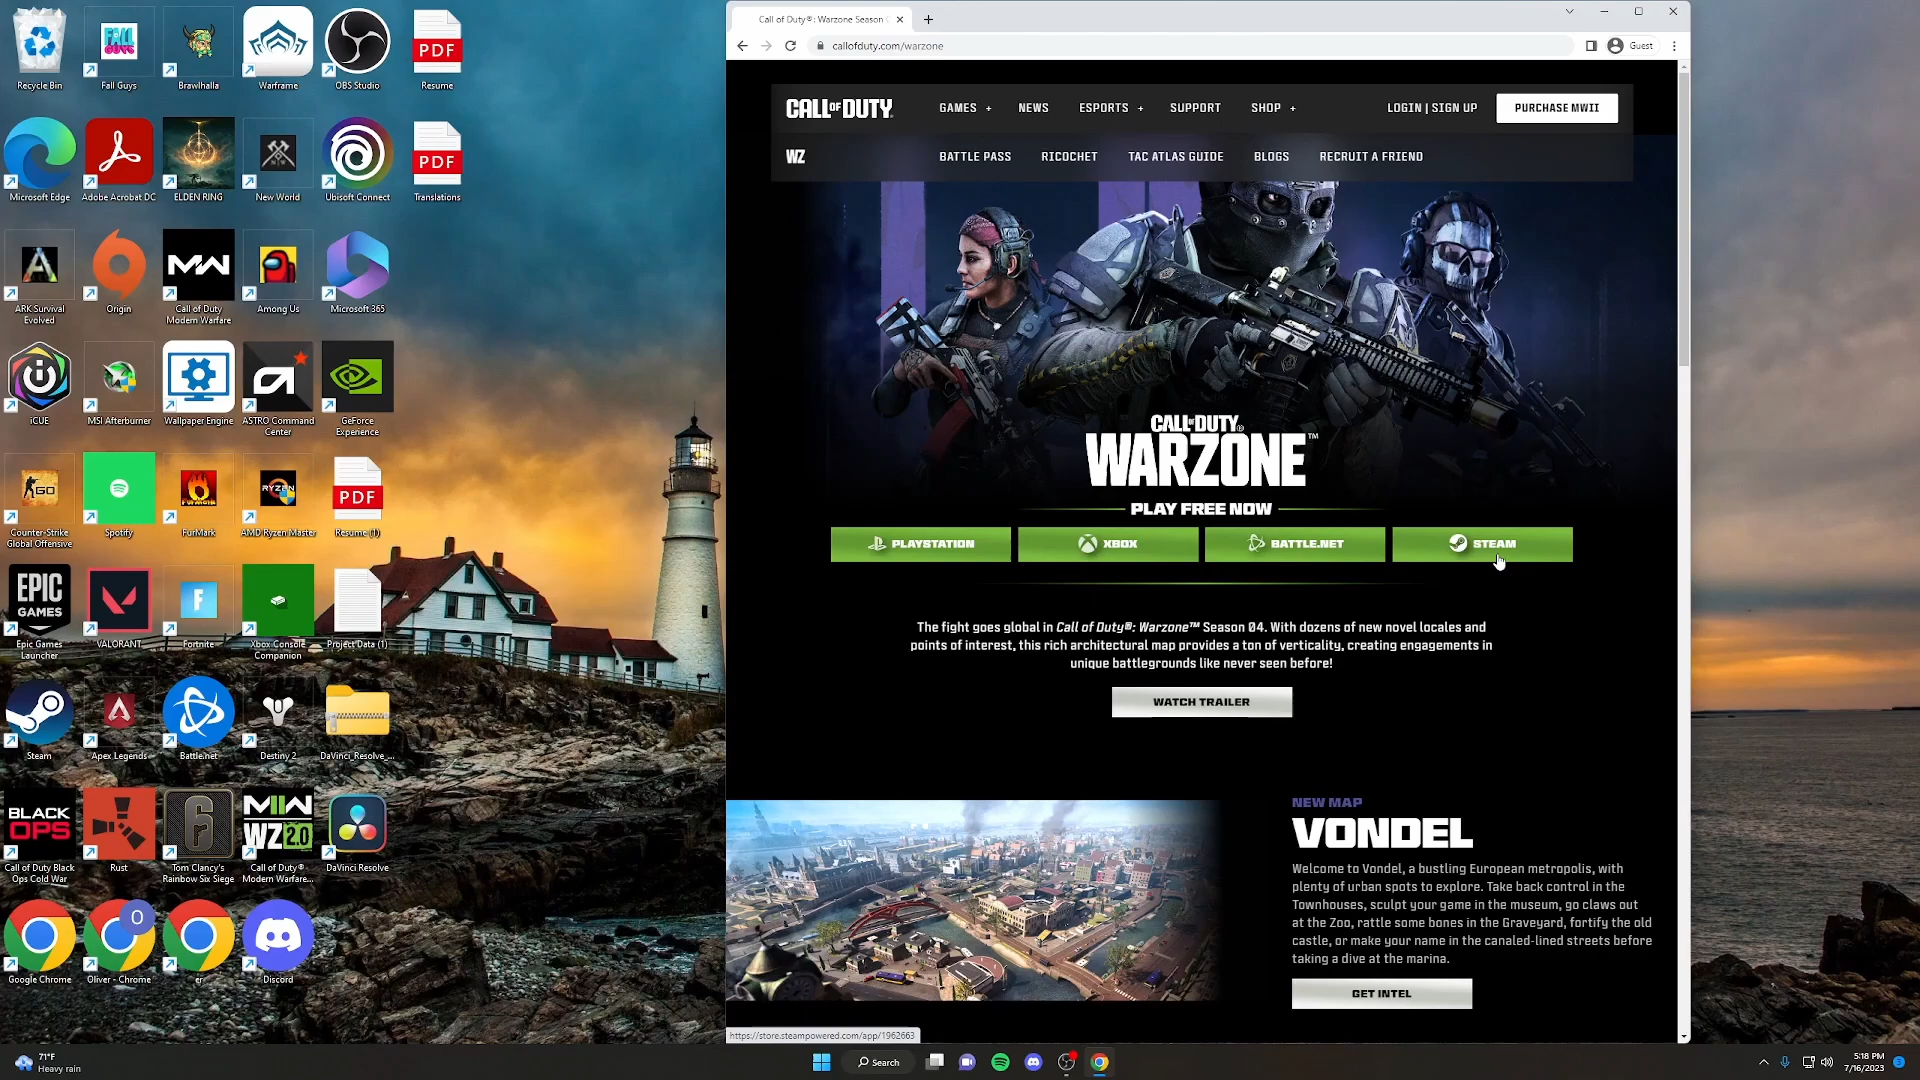 Recycle Bin
Fall Guys
Brawlhalla
Warframe
OBS Studio
PDF
Resume
Microsoft Edge
Adobe Acrobat DC
ELDEN RING
New World
Ubisoft Connect
PDF
Translations
ARK Survival
Evolved
Origin
MW
Call of Duty
Modern Warfare
Among Us
Microsoft 365
iCUE
MSI Afterburner
Wallpaper Engine
ASTRO Command
Center
GeForce
Experience
GO
Counter-Strike
Global Offensive
Spotify
FurMark
RYZEN
AMD Ryzen Master
PDF
Resume (1)
EPIC
GAMES
Epic Games
Launcher
VALORANT
Fortnite
Xbox Console
Companion
Project Data (1)
Steam
Apex Legends
Battle.net
Destiny 2
DaVinci_Resolve_...
BLACK
OPS
Call of Duty Black
Ops Cold War
Rust
6
Tom Clancy's
Rainbow Six Siege
MW
WZ 2.0
Call of Duty®
Modern Warfare...
DaVinci Resolve
Google Chrome
O
Oliver - Chrome
er
Discord
Call of Duty®: Warzone Season
callofduty.com/warzone
Guest
CALL OF DUTY
GAMES +
NEWS
ESPORTS +
SUPPORT
SHOP +
LOGIN | SIGN UP
PURCHASE MWII
WZ
BATTLE PASS
RICOCHET
TAC ATLAS GUIDE
BLOGS
RECRUIT A FRIEND
CALL OF DUTY®
WARZONE™
PLAY FREE NOW
PLAYSTATION
XBOX
BATTLE.NET
STEAM
The fight goes global in Call of Duty®: Warzone™ Season 04. With dozens of new novel locales and
points of interest, this rich architectural map provides a ton of verticality, creating engagements in
unique battlegrounds like never seen before!
WATCH TRAILER
NEW MAP
VONDEL
Welcome to Vondel, a bustling European metropolis, with
plenty of urban spots to explore. Take back control in the
Townhouses, sculpt your game in the museum, go claws out
at the Zoo, rattle some bones in the Graveyard, fortify the old
castle, or make your name in the canaled-lined streets before
taking a dive at the marina.
GET INTEL
https://store.steampowered.com/app/1962663
71°F
Heavy rain
Search
5:18 PM
7/16/2023